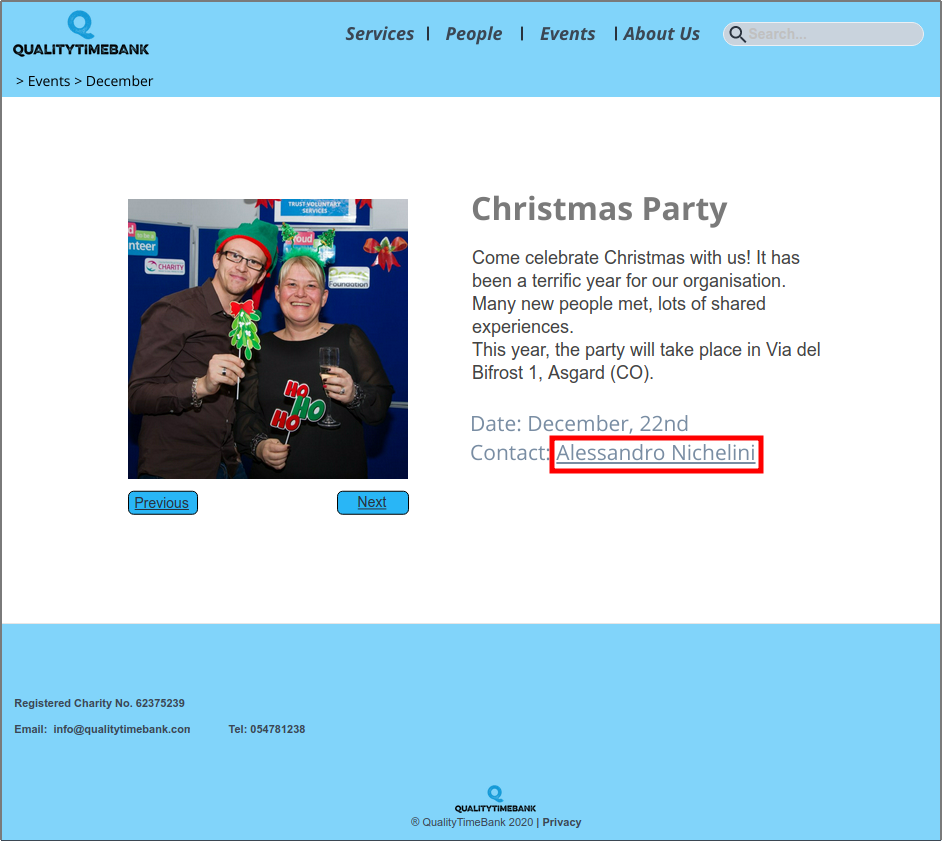 QUALITYTIMEBANK
Services | People | Events | About Us
Search...
> Events > December
TRUST VOLUNTARY
SERVICES
nteer
CHARITY
Foundation
HO
HO
HO
Previous
Next
Christmas Party
Come celebrate Christmas with us! It has
been a terrific year for our organisation.
Many new people met, lots of shared
experiences.
This year, the party will take place in Via del
Bifrost 1, Asgard (CO).
Date: December, 22nd
Contact: Alessandro Nichelini
Registered Charity No. 62375239
Email: info@qualitytimebank.con Tel: 054781238
QUALITYTIMEBANK
® QualityTimeBank 2020 | Privacy